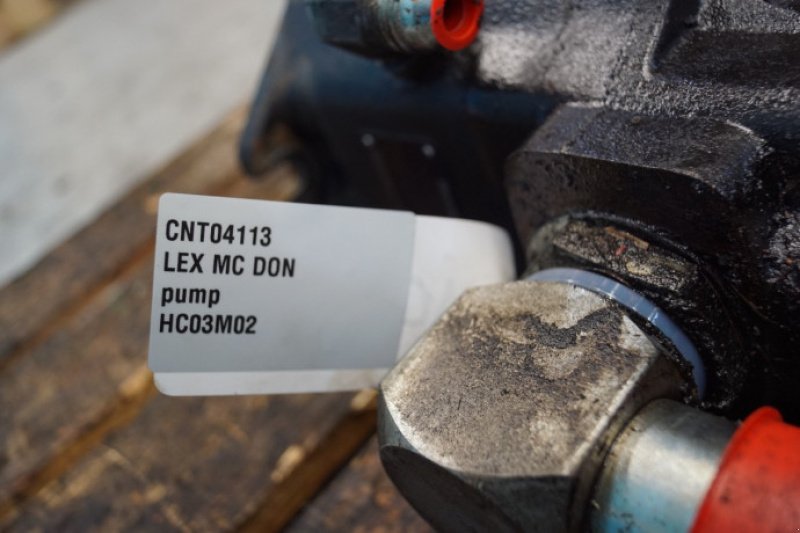 CNT04113
LEX MC DON
pump
HC03M02